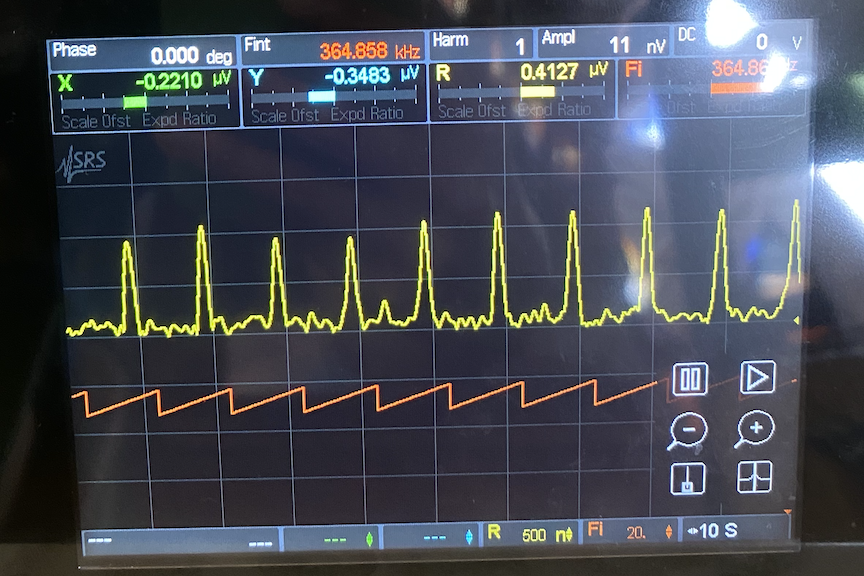 Phase 0.000 deg Fint 364.858 kHz Harm 1 Ampl 11 nV DC 0 V
X -0.2210 μV Y -0.3483 μV R 0.4127 μV Fi 364.86
Scale Ofst Expd Ratio Scale Ofst Expd Ratio Scale Ofst Expd Ratio
SRS
--- --- --- --- R 500 n Fi 20. 10 S